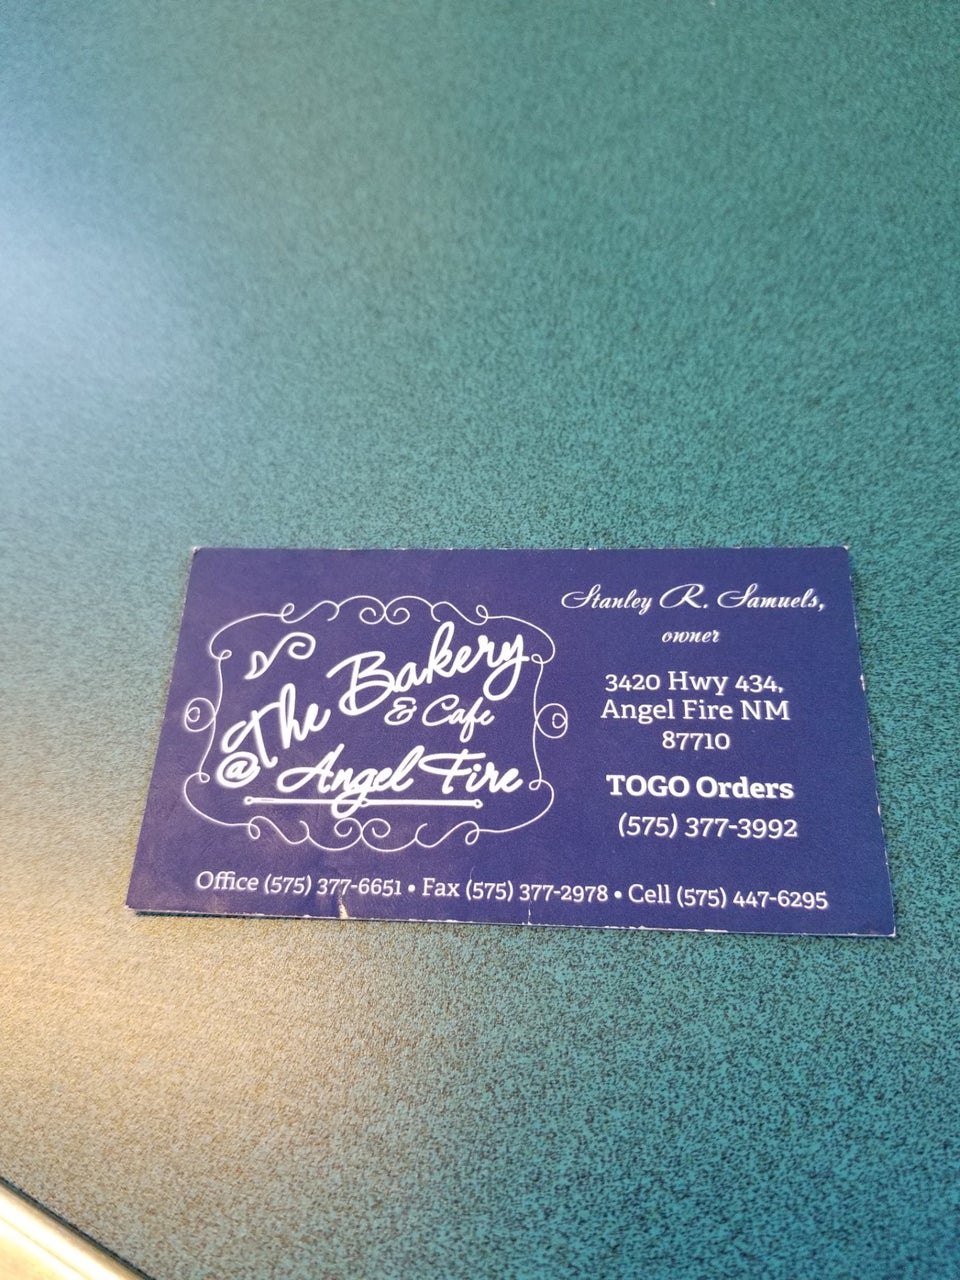 The Bakery
& Cafe
@ Angel Fire
Stanley R. Samuels,
owner
3420 Hwy 434,
Angel Fire NM
87710
TOGO Orders
(575) 377-3992
Office (575) 377-6651 • Fax (575) 377-2978 • Cell (575) 447-6295